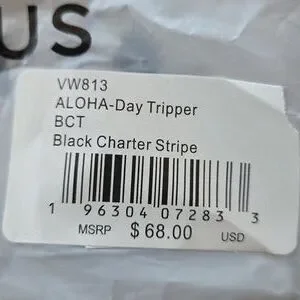 US
VW813
ALOHA-Day Tripper
BCT
Black Charter Stripe
1 96304 07283 3
MSRP $68.00 USD